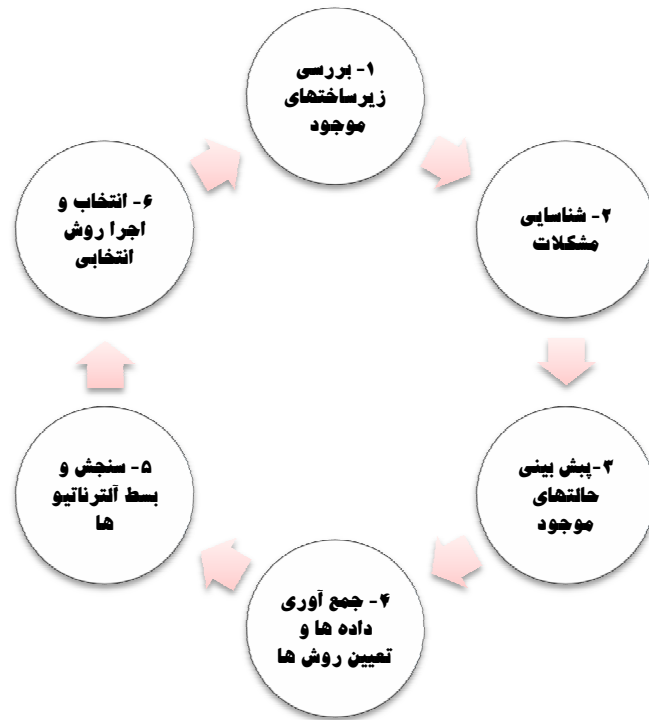 ۱- بررسی
زیرساختهای
موجود
۲- شناسایی
مشکلات
۳-پیش بینی
حالتهای
موجود
۴- جمع آوری
داده ها و
تعیین روش ها
۵- سنجش و
بسط آلترناتیو
ها
۶- انتخاب و
اجرا روش
انتخابی